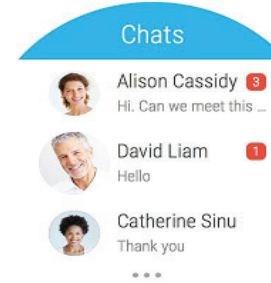 Chats
Alison Cassidy 3
Hi. Can we meet this ...
David Liam 1
Hello
Catherine Sinu
Thank you